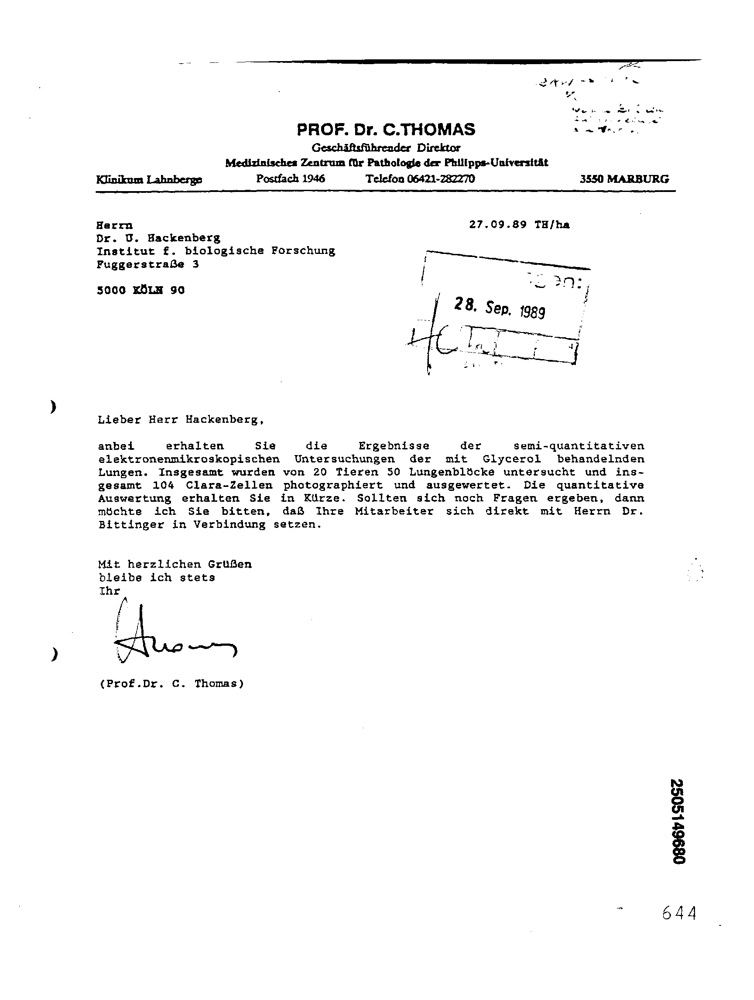 PROF. Dr. C.THOMAS
Geschäftsführender Direktor
Medizinisches Zentrum für Pathologie der Philipps-Universität
Klinikum Lahnberge Postfach 1946 Telefon 06421-282270 3550 MARBURG
Herrn
Dr. U. Hackenberg
Institut f. biologische Forschung
Fuggerstraße 3
5000 KÖLN 90
27.09.89 TH/ha
28. Sep. 1989
Lieber Herr Hackenberg,
anbei erhalten Sie die Ergebnisse der semi-quantitativen
elektronenmikroskopischen Untersuchungen der mit Glycerol behandelnden
Lungen. Insgesamt wurden von 20 Tieren 50 Lungenblöcke untersucht und ins-
gesamt 104 Clara-Zellen photographiert und ausgewertet. Die quantitative
Auswertung erhalten Sie in Kürze. Sollten sich noch Fragen ergeben, dann
möchte ich Sie bitten, daß Ihre Mitarbeiter sich direkt mit Herrn Dr.
Bittinger in Verbindung setzen.
Mit herzlichen Grüßen
bleibe ich stets
Ihr
(Prof.Dr. C. Thomas)
2505149680
644